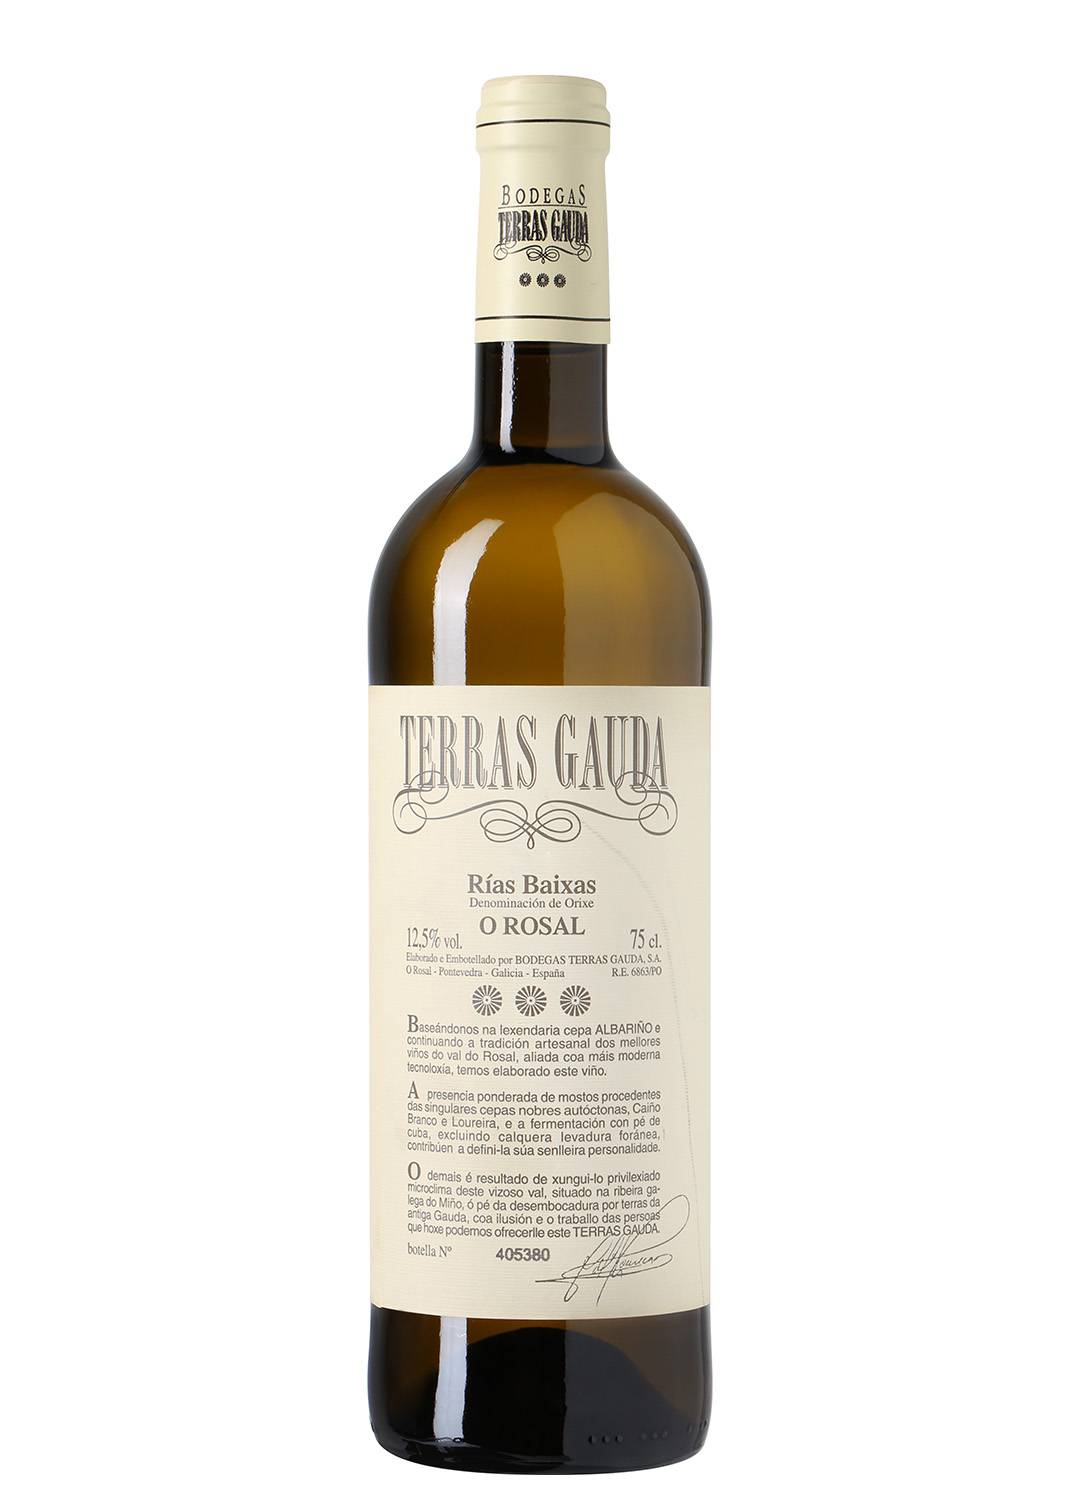 BODEGAS
TERRAS GAUDA
TERRAS GAUDA
Rías Baixas
Denominación de Orixe
O ROSAL
12,5% vol.
75 cl.
Elaborado e Embotellado por BODEGAS TERRAS GAUDA, S.A.
O Rosal - Pontevedra - Galicia - España
R.E. 6863/PO
Baseándonos na lexendaria cepa ALBARIÑO e
continuando a tradición artesanal dos mellores
viños do val do Rosal, aliada coa máis moderna
tecnoloxía, temos elaborado este viño.
A presencia ponderada de mostos procedentes
das singulares cepas nobres autóctonas, Caíño
Branco e Loureira, e a fermentación con pé de
cuba, excluindo calquera levadura foránea,
contribúen a defini-la súa senlleira personalidade.
O demais é resultado de xungui-lo privilexiado
microclima deste vizoso val, situado na ribeira ga-
lega do Miño, ó pé da desembocadura por terras da
antiga Gauda, coa ilusión e o traballo das persoas
que hoxe podemos ofrecerlle este TERRAS GAUDA.
botella Nº 405380